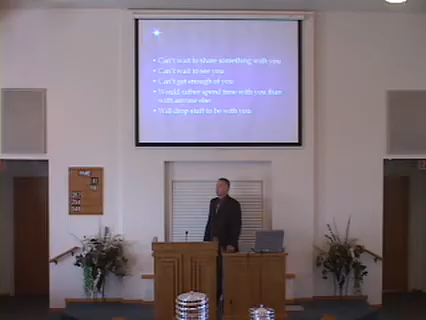 • Can't wait to share something with you
• Can't wait to see you
• Can't get enough of you
• Would rather spend time with you than
with anyone else
• Will drop stuff to be with you